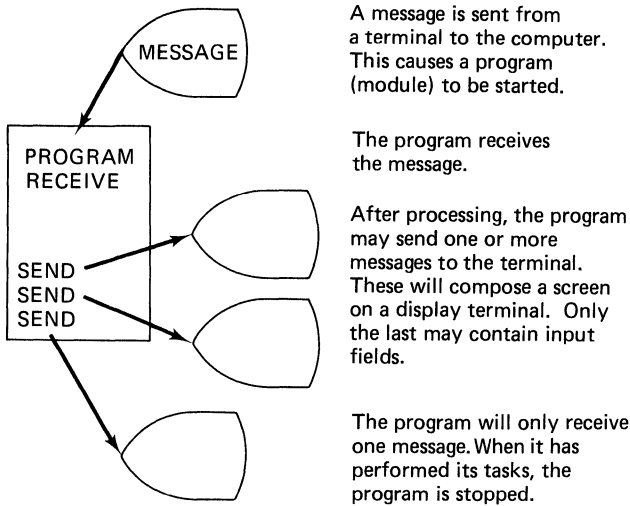 MESSAGE
A message is sent from
a terminal to the computer.
This causes a program
(module) to be started.
PROGRAM
RECEIVE
The program receives
the message.
SEND
SEND
SEND
After processing, the program
may send one or more
messages to the terminal.
These will compose a screen
on a display terminal. Only
the last may contain input
fields.
The program will only receive
one message. When it has
performed its tasks, the
program is stopped.